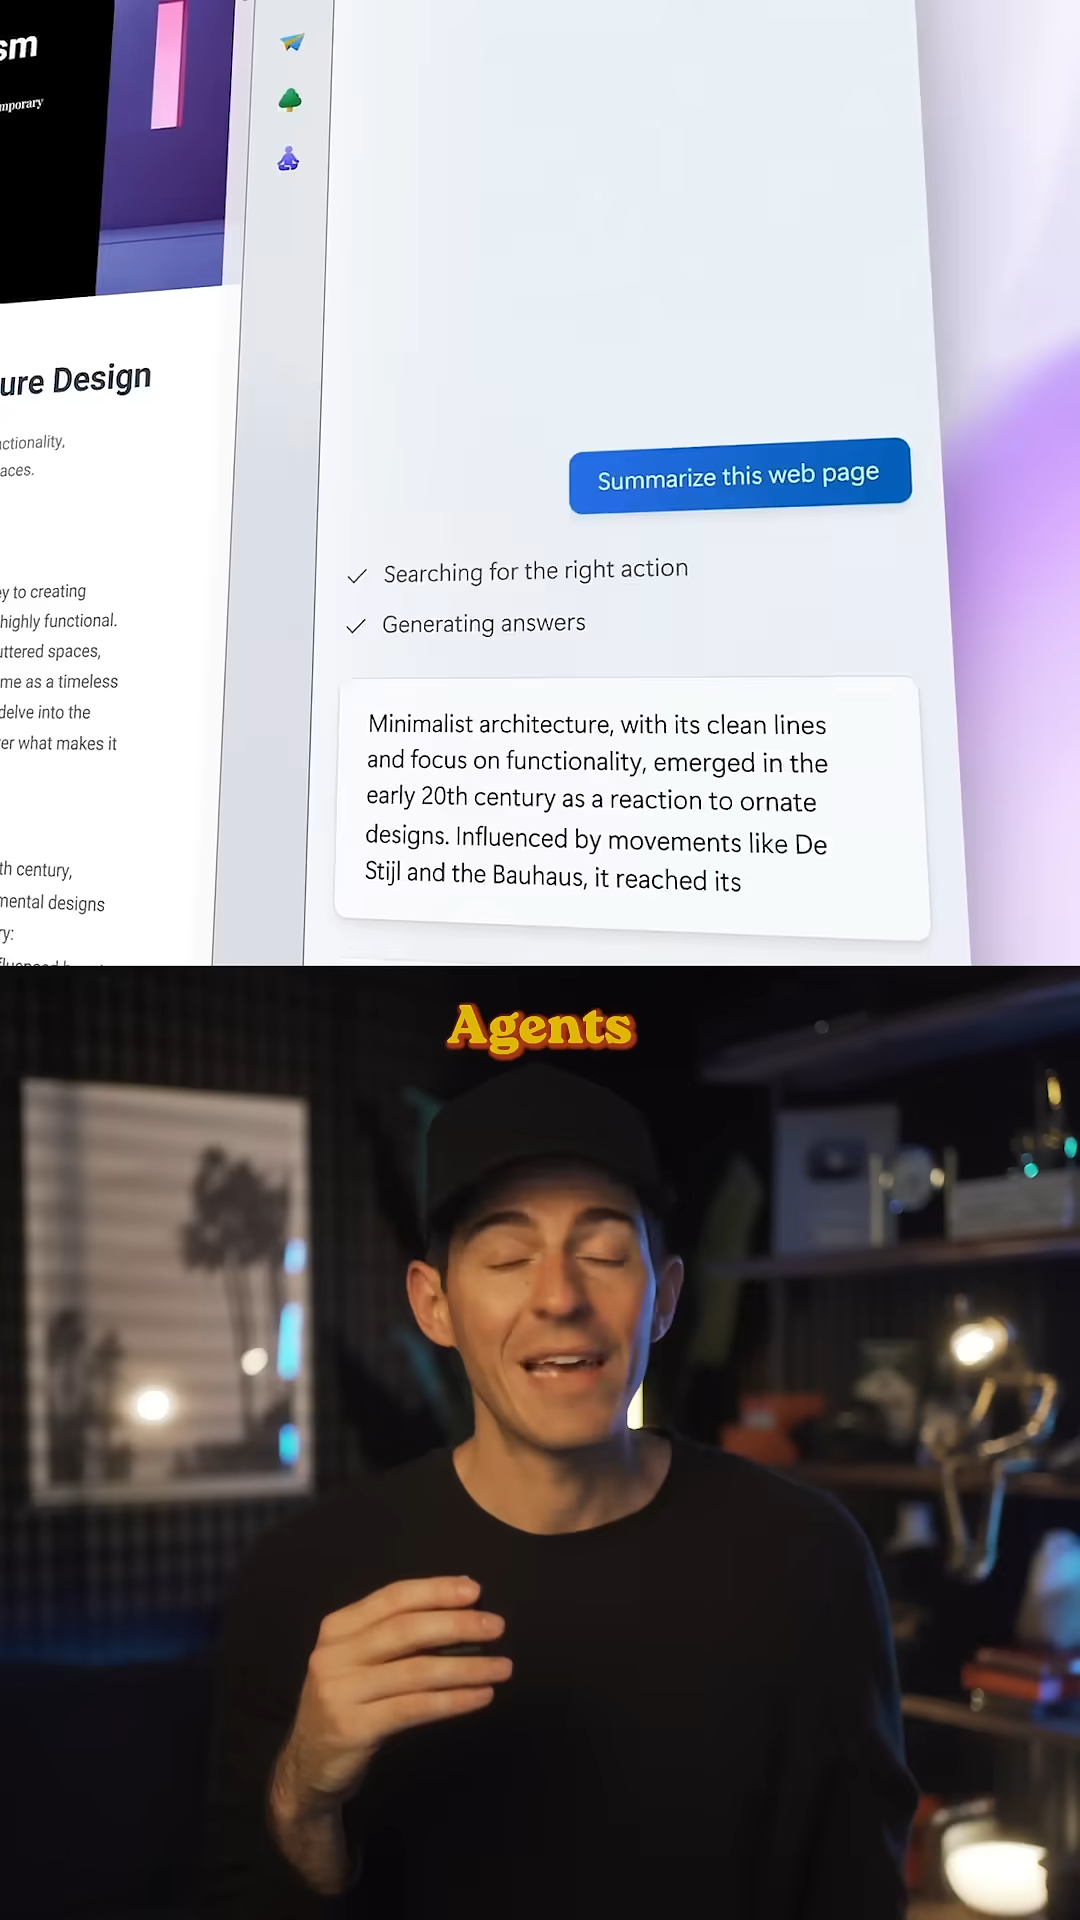 sm
mporary
ure Design
ctionality,
aces.
y to creating
highly functional.
uttered spaces,
me as a timeless
delve into the
er what makes it
th century,
mental designs
ry:
Summarize this web page
Searching for the right action
Generating answers
Minimalist architecture, with its clean lines
and focus on functionality, emerged in the
early 20th century as a reaction to ornate
designs. Influenced by movements like De
Stijl and the Bauhaus, it reached its
Agents